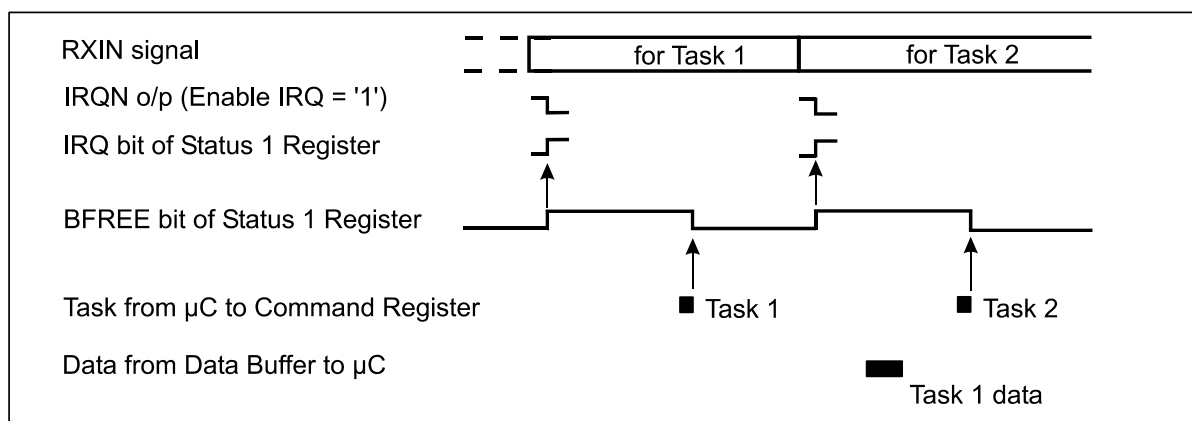 RXIN signal
for Task 1
for Task 2
IRQN o/p (Enable IRQ = '1')
IRQ bit of Status 1 Register
BFREE bit of Status 1 Register
Task from µC to Command Register
Task 1
Task 2
Data from Data Buffer to µC
Task 1 data